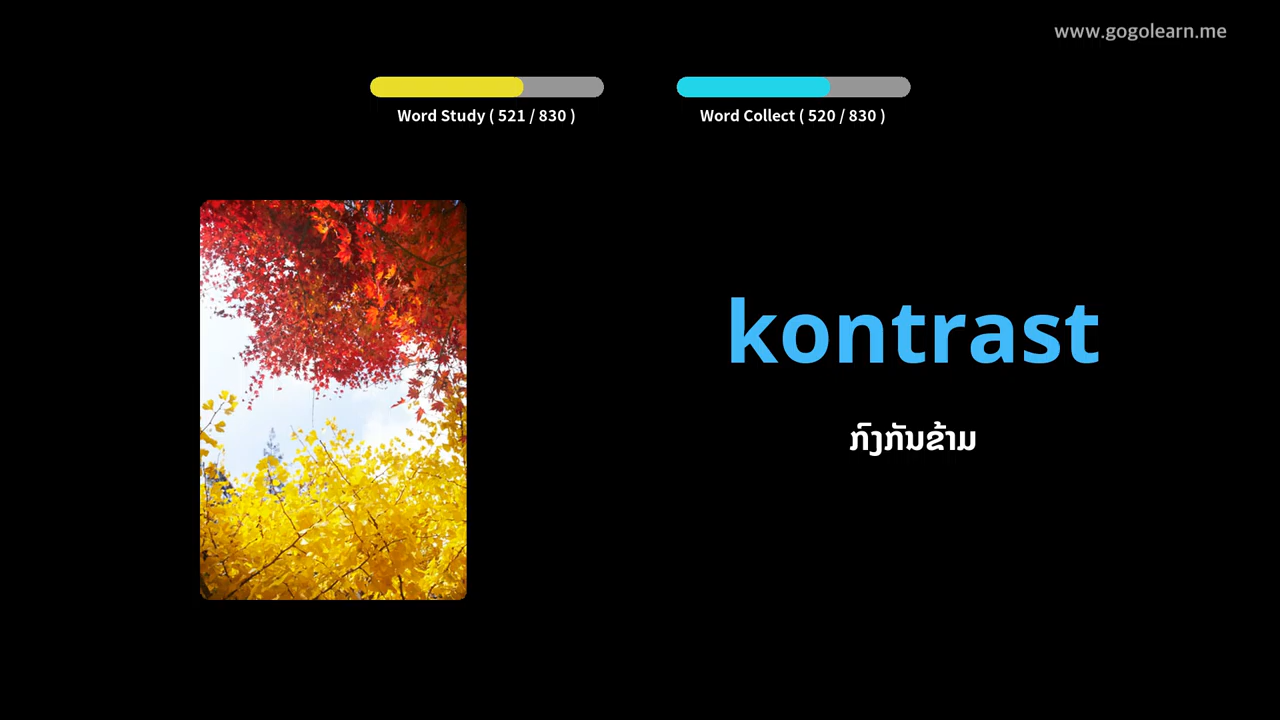 www.gogolearn.me
Word Study ( 521 / 830 )
Word Collect ( 520 / 830 )
kontrast
ກົງກັນຂ້າມ